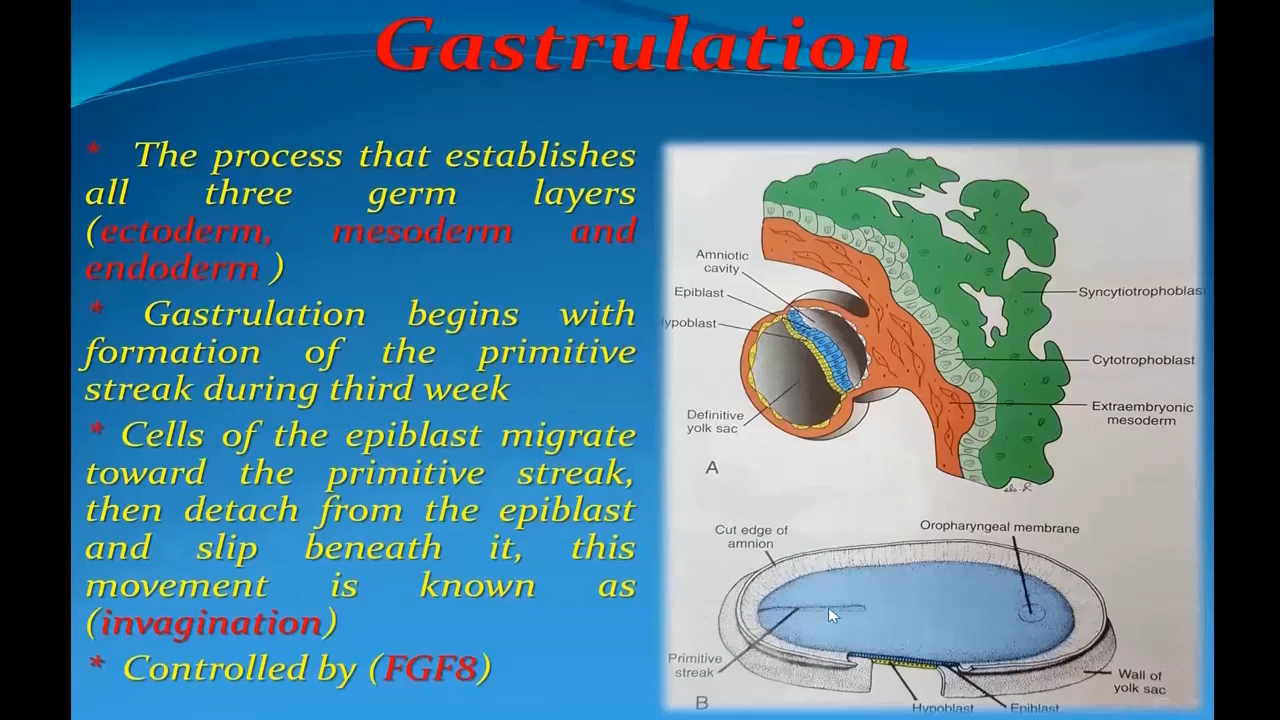 Gastrulation
* The process that establishes
all three germ layers
(ectoderm, mesoderm and
endoderm )
* Gastrulation begins with
formation of the primitive
streak during third week
* Cells of the epiblast migrate
toward the primitive streak,
then detach from the epiblast
and slip beneath it, this
movement is known as
(invagination)
* Controlled by (FGF8)
Amniotic
cavity
Epiblast
ypoblast
Definitive
yolk sac
Syncytiotrophoblas
Cytotrophoblast
Extraembryonic
mesoderm
A
Cut edge of
amnion
Oropharyngeal membrane
Primitive
streak
Wall of
yolk sac
B
Hypoblast
Epiblast